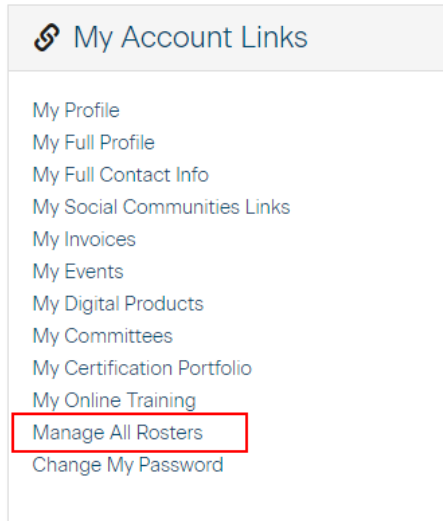 My Account Links
My Profile
My Full Profile
My Full Contact Info
My Social Communities Links
My Invoices
My Events
My Digital Products
My Committees
My Certification Portfolio
My Online Training
Manage All Rosters
Change My Password